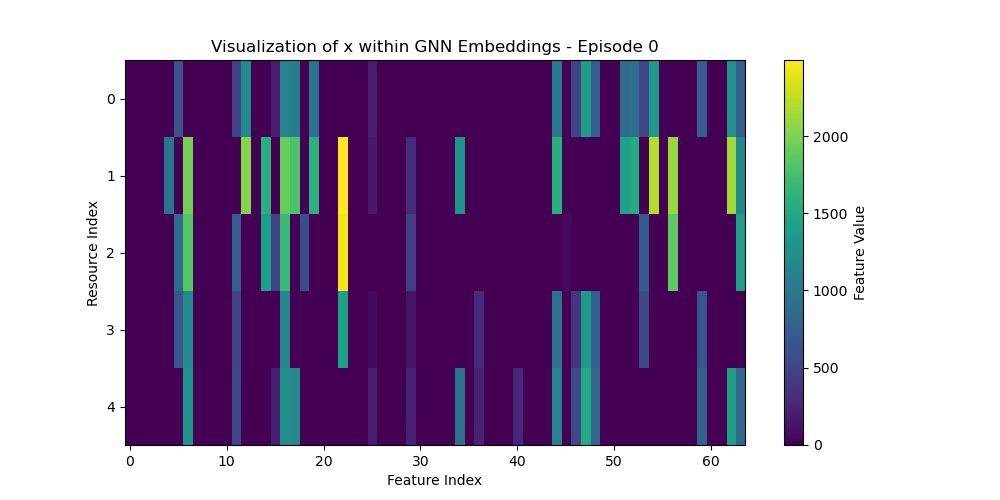 Visualization of x within GNN Embeddings - Episode 0
Resource Index
0
1
2
3
4
0 10 20 30 40 50 60
Feature Index
2000
1500
1000
500
0
Feature Value